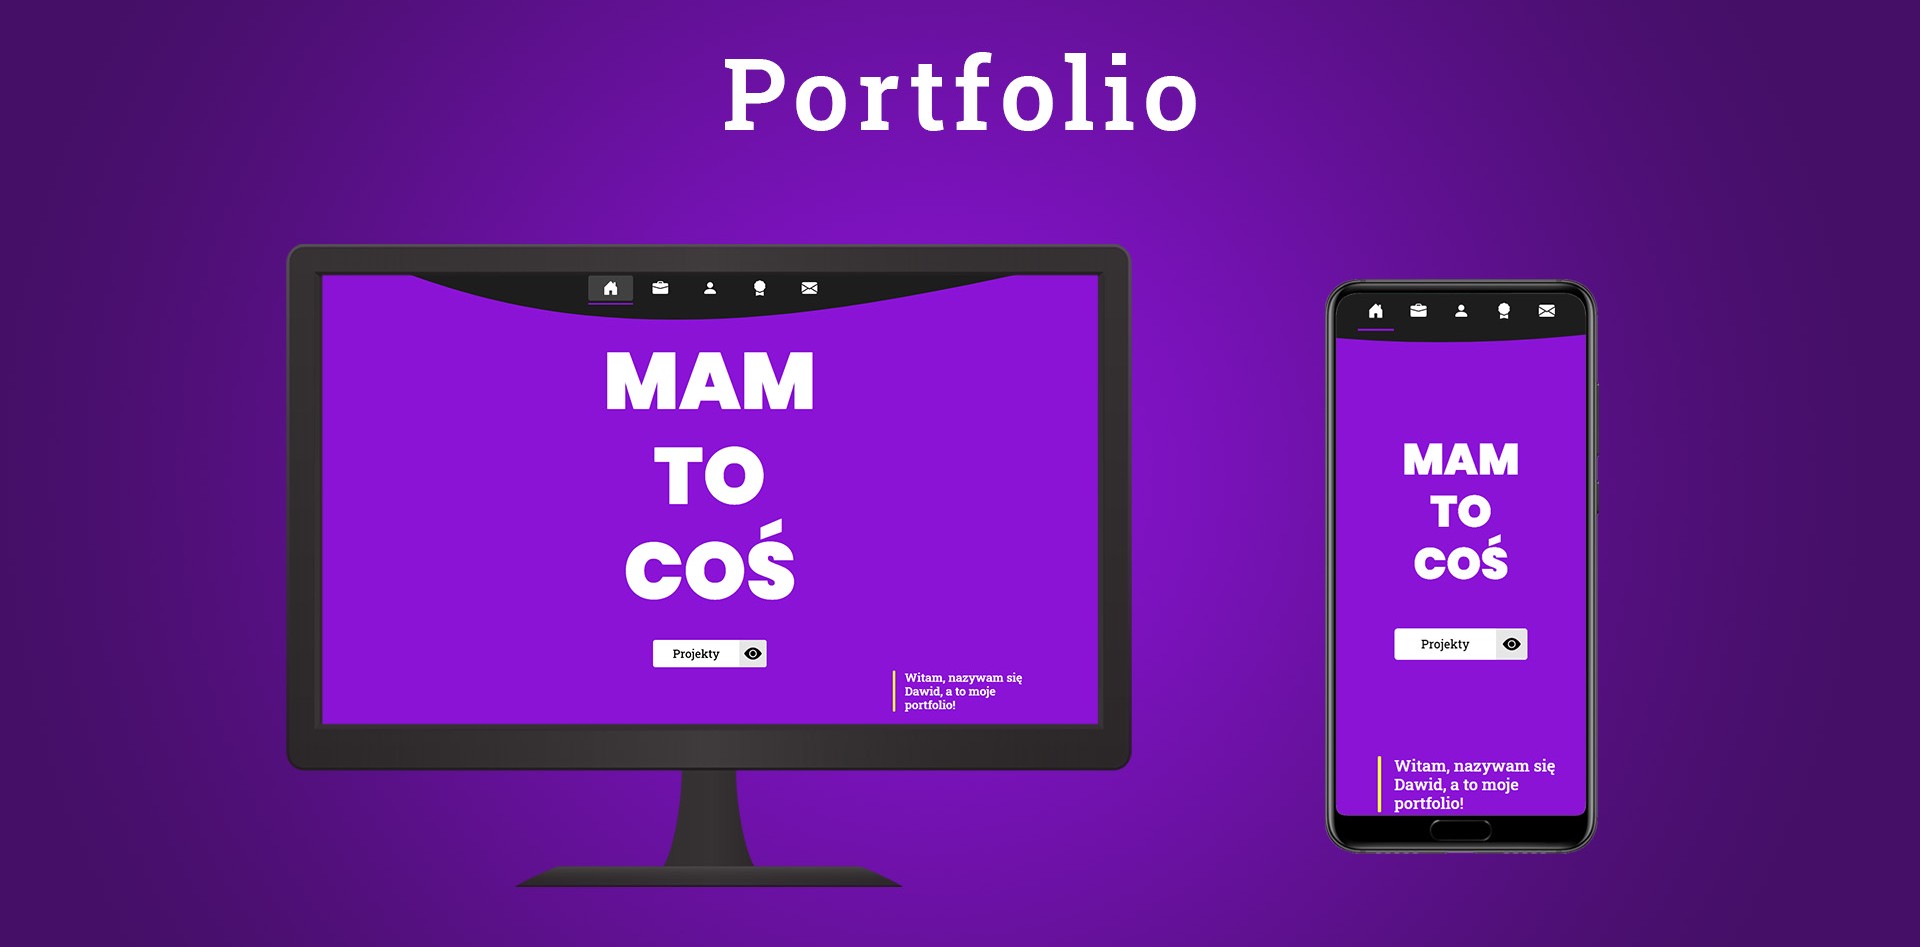 Portfolio
MAM
TO
COŚ
Projekty
Witam, nazywam się
Dawid, a to moje
portfolio!
MAM
TO
COŚ
Projekty
Witam, nazywam się
Dawid, a to moje
portfolio!